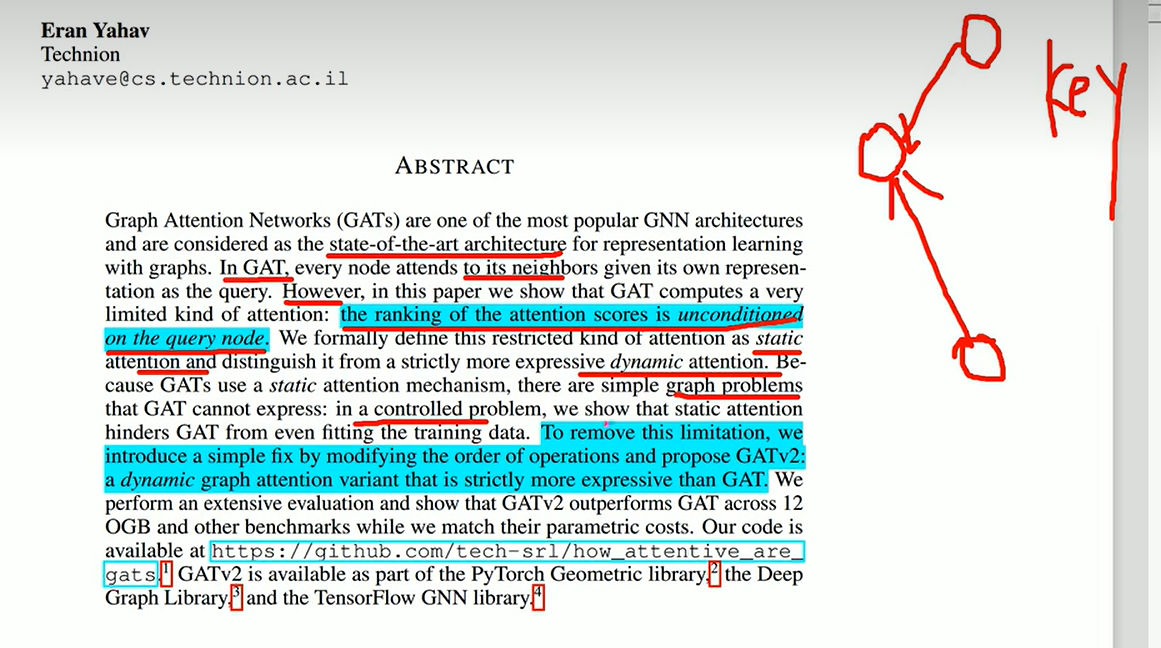 Eran Yahav
Technion
yahave@cs.technion.ac.il
key
ABSTRACT
Graph Attention Networks (GATs) are one of the most popular GNN architectures
and are considered as the state-of-the-art architecture for representation learning
with graphs. In GAT, every node attends to its neighbors given its own represen-
tation as the query. However, in this paper we show that GAT computes a very
limited kind of attention: the ranking of the attention scores is unconditioned
on the query node. We formally define this restricted kind of attention as static
attention and distinguish it from a strictly more expressive dynamic attention. Be-
cause GATs use a static attention mechanism, there are simple graph problems
that GAT cannot express: in a controlled problem, we show that static attention
hinders GAT from even fitting the training data. To remove this limitation, we
introduce a simple fix by modifying the order of operations and propose GATv2:
a dynamic graph attention variant that is strictly more expressive than GAT. We
perform an extensive evaluation and show that GATv2 outperforms GAT across 12
OGB and other benchmarks while we match their parametric costs. Our code is
available at https://github.com/tech-srl/how_attentive_are_
gats.1 GATv2 is available as part of the PyTorch Geometric library,2 the Deep
Graph Library,3 and the TensorFlow GNN library.4